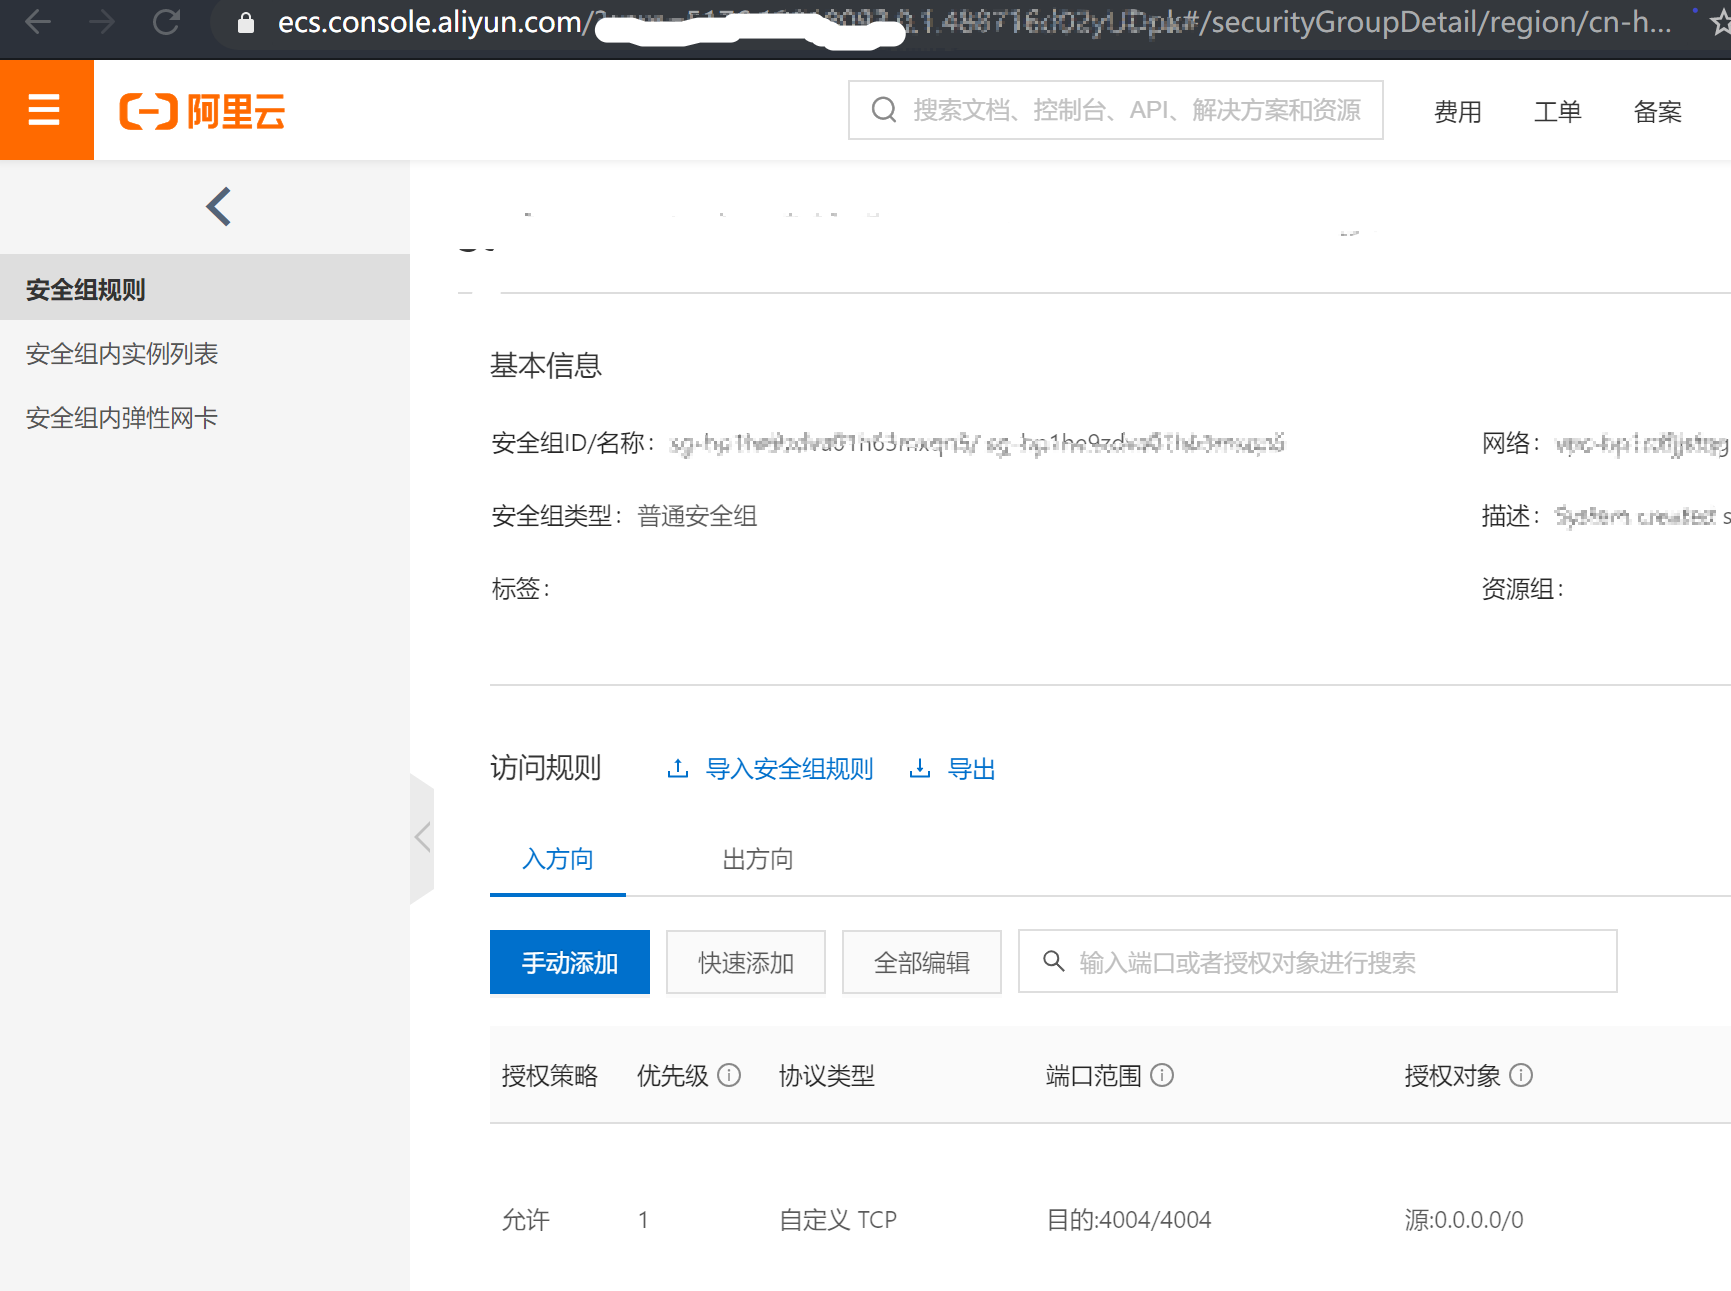 ecs.console.aliyun.com/ #/securityGroupDetail/region/cn-h...
阿里云
搜索文档、控制台、API、解决方案和资源
费用 工单 备案
安全组规则
安全组内实例列表
安全组内弹性网卡
基本信息
安全组ID/名称：
网络：
安全组类型：普通安全组
描述：System created s
标签：
资源组：
访问规则 导入安全组规则 导出
入方向 出方向
手动添加 快速添加 全部编辑 输入端口或者授权对象进行搜索
授权策略 优先级 协议类型 端口范围 授权对象
允许 1 自定义 TCP 目的:4004/4004 源:0.0.0.0/0